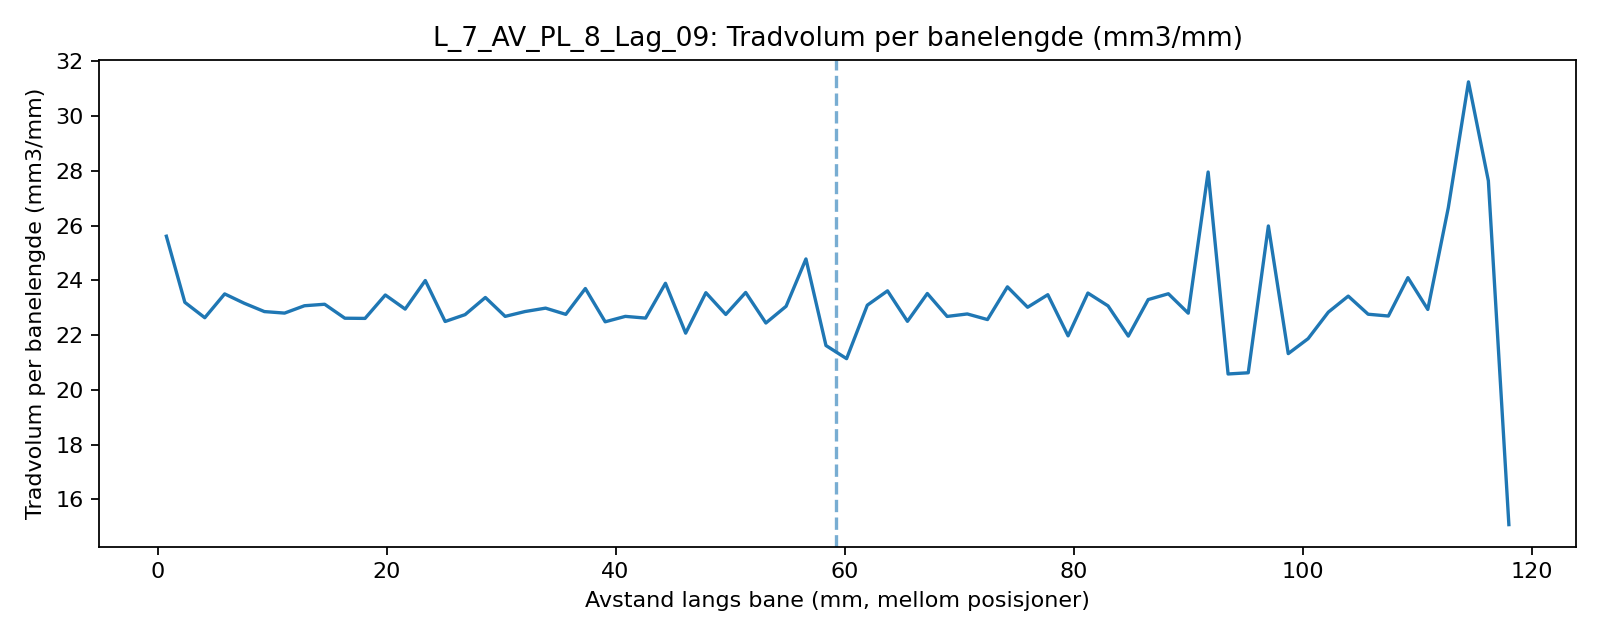 L_7_AV_PL_8_Lag_09: Tradvolum per banelengde (mm3/mm)
Tradvolum per banelengde (mm3/mm)
32
30
28
26
24
22
20
18
16
0 20 40 60 80 100 120
Avstand langs bane (mm, mellom posisjoner)